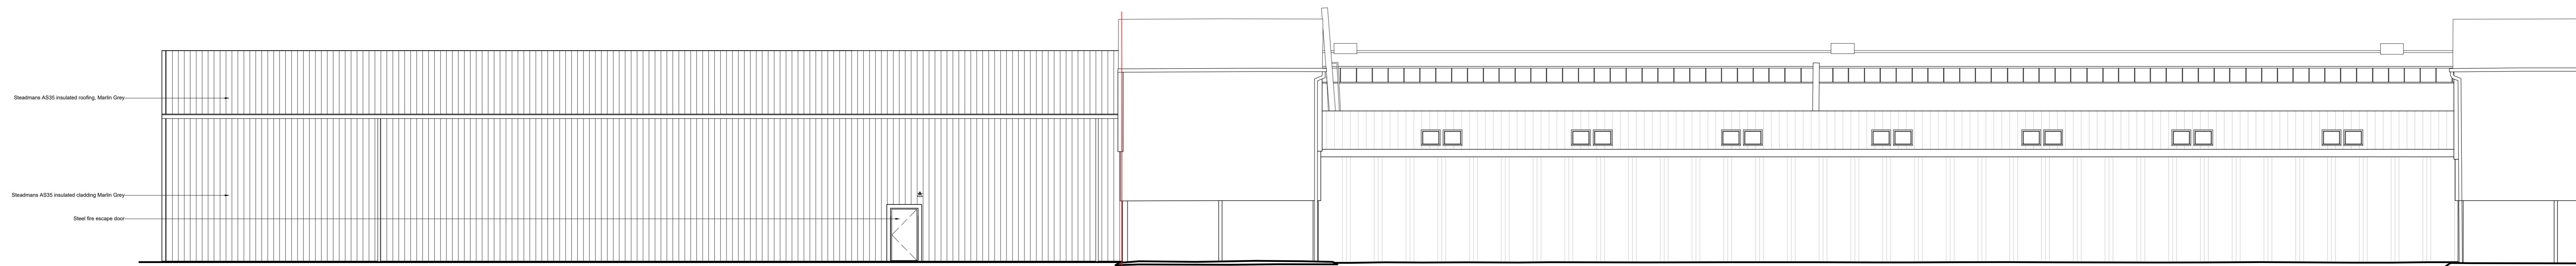 Steadmans AS35 insulated roofing, Marlin Grey
Steadmans AS35 insulated cladding Marlin Grey
Steel fire escape door